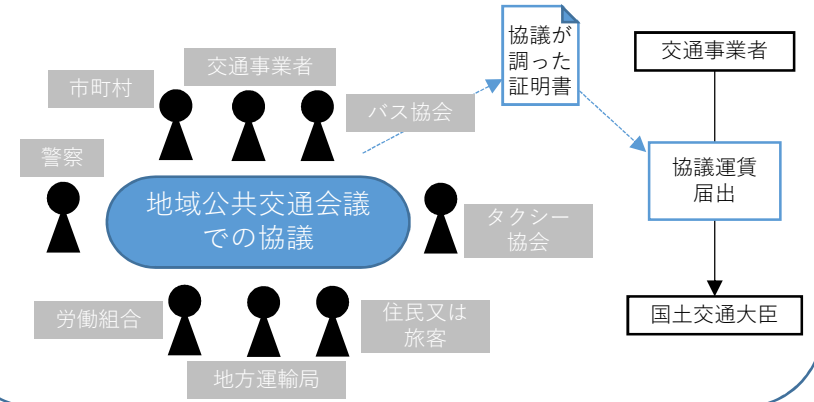 協議が
調った
証明書
交通事業者
交通事業者
市町村
バス協会
警察
地域公共交通会議
での協議
タクシー
協会
協議運賃
届出
労働組合
住民又は
旅客
地方運輸局
国土交通大臣